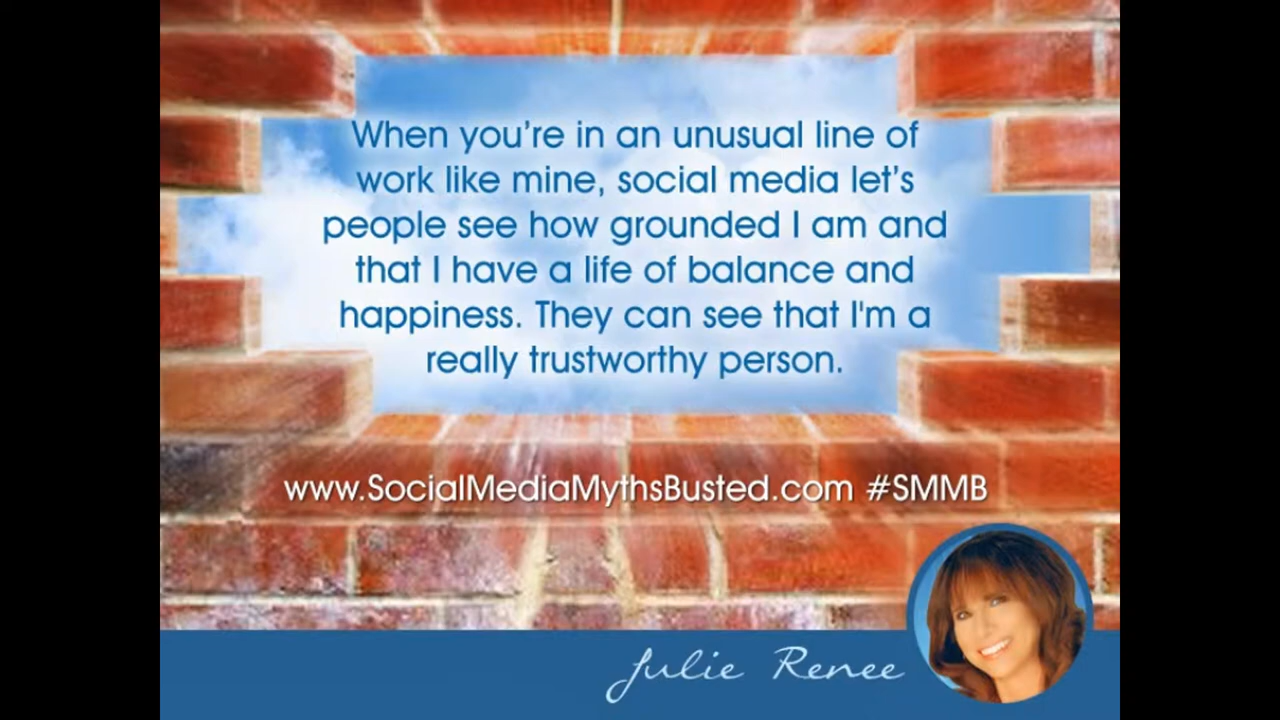 When you’re in an unusual line of
work like mine, social media let’s
people see how grounded I am and
that I have a life of balance and
happiness. They can see that I'm a
really trustworthy person.
www.SocialMediaMythsBusted.com #SMMB
Julie Renee